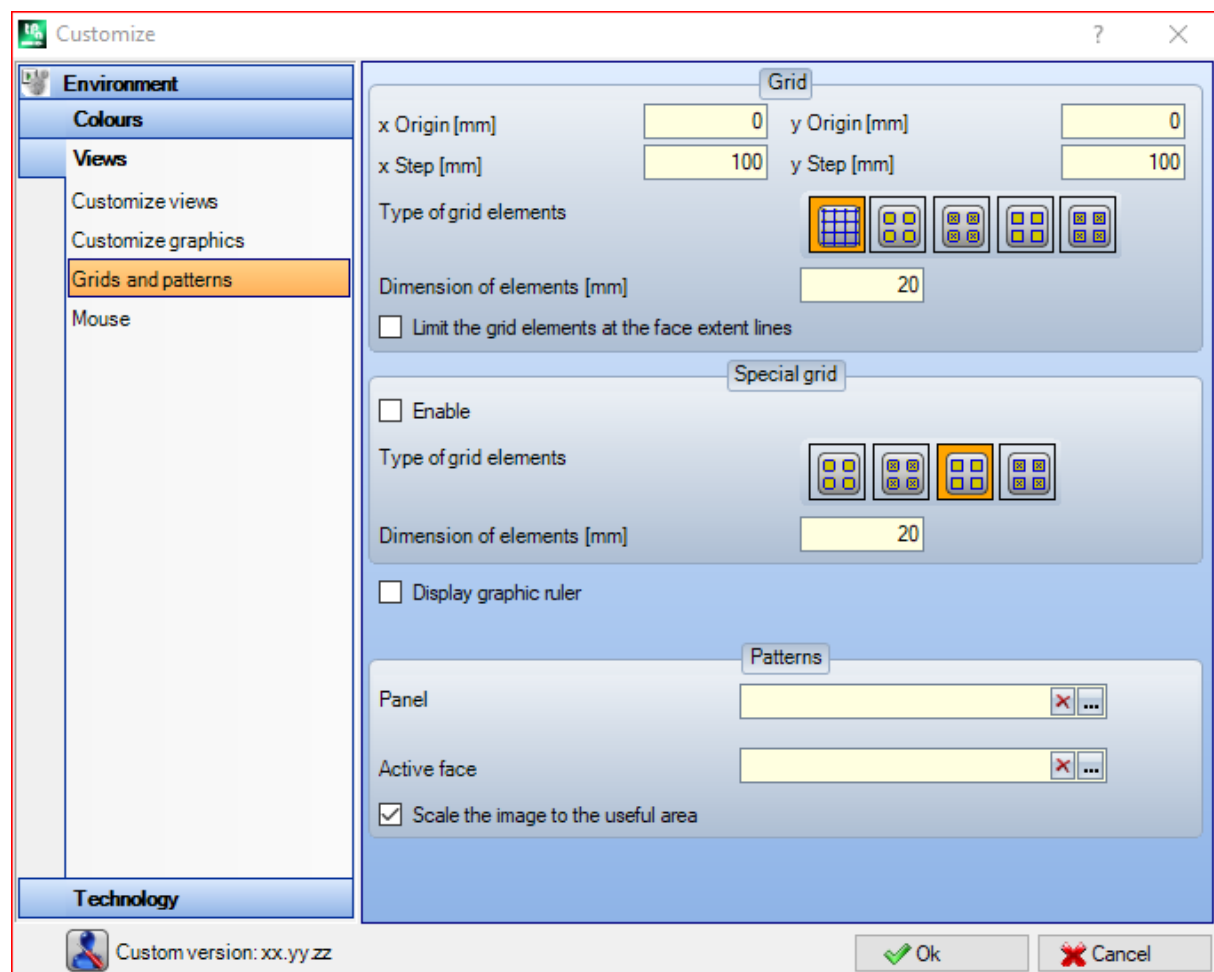 Customize ?
Environment
Colours
Views
Customize views
Customize graphics
Grids and patterns
Mouse
Technology
Grid
x Origin [mm] 0 y Origin [mm] 0
x Step [mm] 100 y Step [mm] 100
Type of grid elements
Dimension of elements [mm] 20
Limit the grid elements at the face extent lines
Special grid
Enable
Type of grid elements
Dimension of elements [mm] 20
Display graphic ruler
Patterns
Panel ...
Active face ...
Scale the image to the useful area
Custom version: xx.yy.zz Ok Cancel